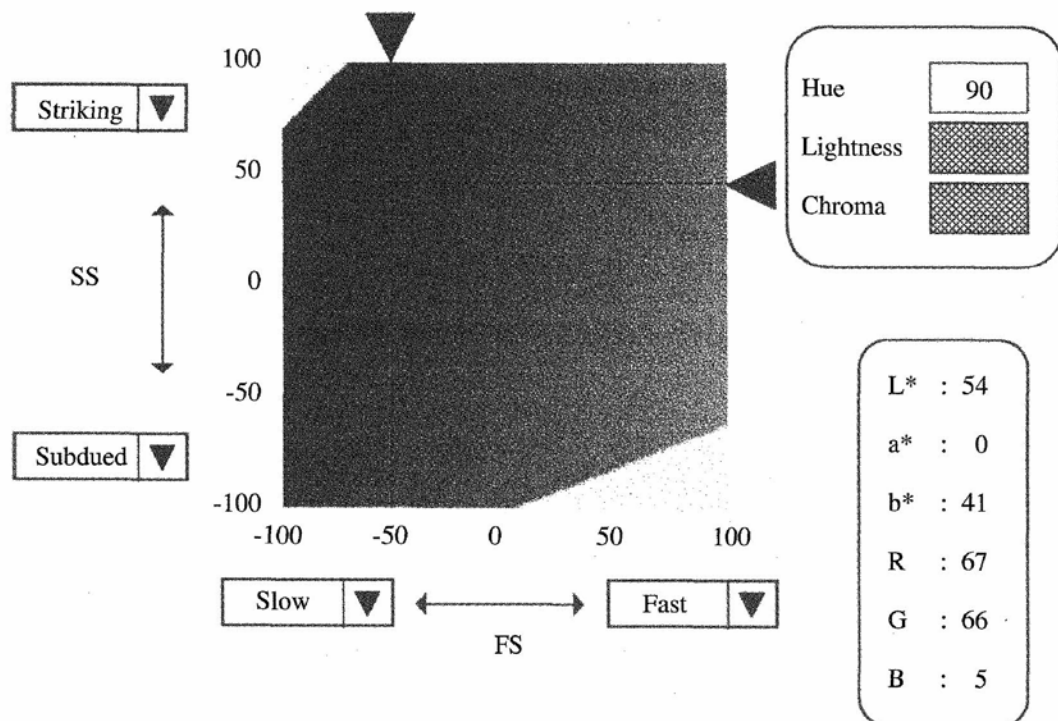 100
Striking
50
SS
0
-50
Subdued
-100
-100 -50 0 50 100
Slow
Fast
FS
Hue 90
Lightness
Chroma
L* : 54
a* : 0
b* : 41
R : 67
G : 66
B : 5